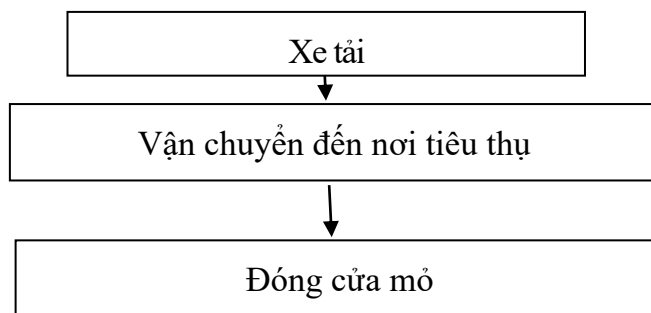 Xe tải
Vận chuyển đến nơi tiêu thụ
Đóng cửa mỏ